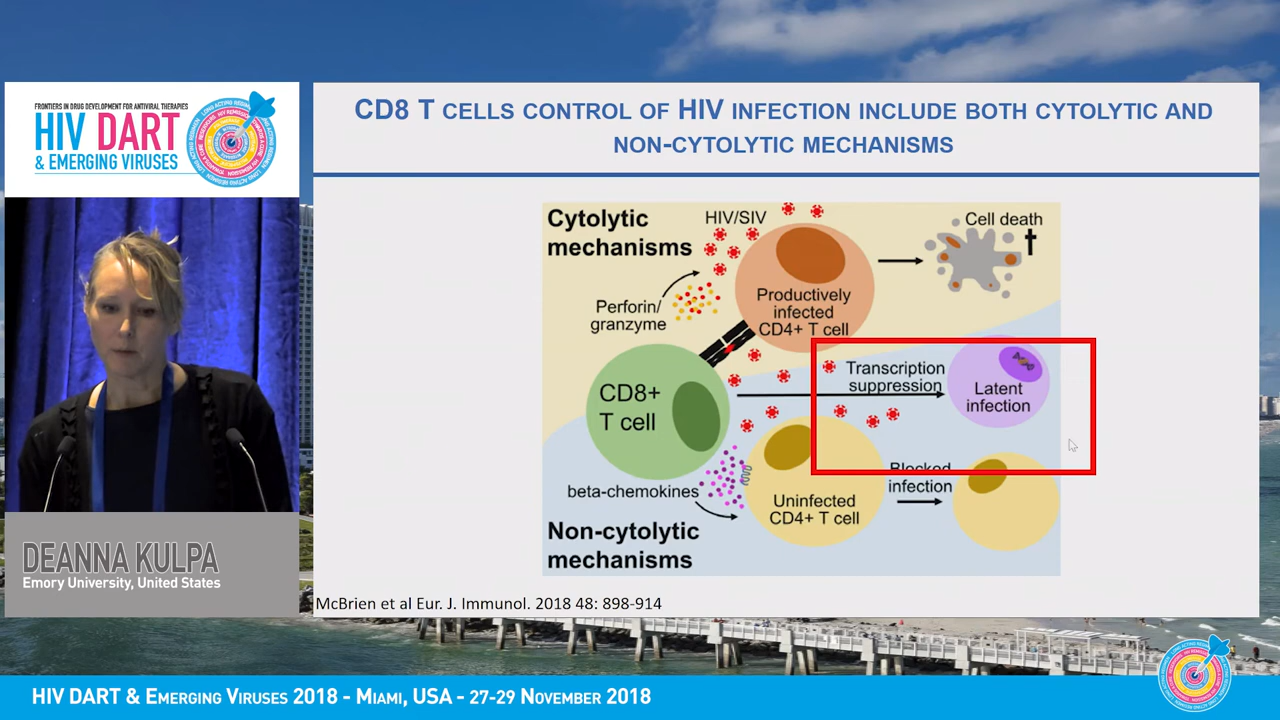 FRONTIERS IN DRUG DEVELOPMENT FOR ANTIVIRAL THERAPIES
HIV DART
& EMERGING VIRUSES
CD8 T CELLS CONTROL OF HIV INFECTION INCLUDE BOTH CYTOLYTIC AND
NON-CYTOLYTIC MECHANISMS
Cytolytic
mechanisms
HIV/SIV
Cell death
Perforin/
granzyme
Productively
infected
CD4+ T cell
CD8+
T cell
Transcription
suppression
Latent
infection
beta-chemokines
Uninfected
CD4+ T cell
Blocked
infection
Non-cytolytic
mechanisms
McBrien et al Eur. J. Immunol. 2018 48: 898-914
DEANNA KULPA
Emory University, United States
HIV DART & EMERGING VIRUSES 2018 - MIAMI, USA - 27-29 NOVEMBER 2018